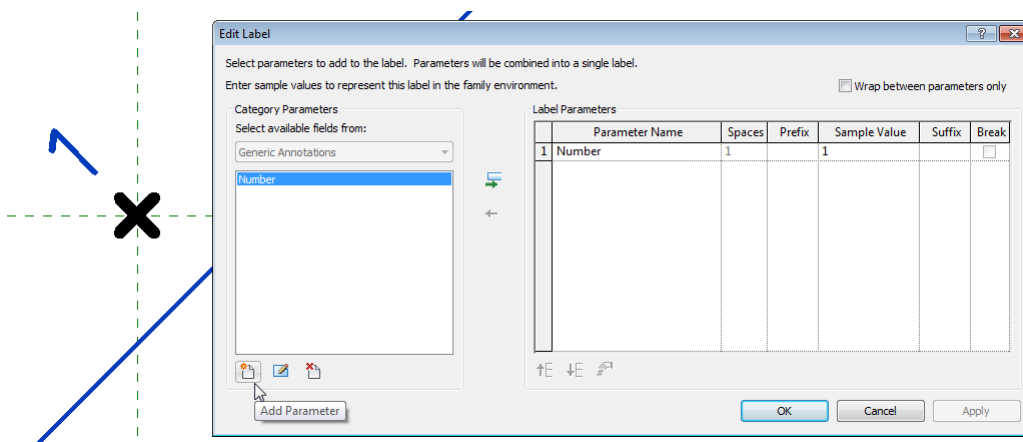 Edit Label
Select parameters to add to the label. Parameters will be combined into a single label.
Enter sample values to represent this label in the family environment.
Wrap between parameters only
Category Parameters
Select available fields from:
Generic Annotations
Number
Add Parameter
Label Parameters
Parameter Name Spaces Prefix Sample Value Suffix Break
1 Number 1 1
OK Cancel Apply